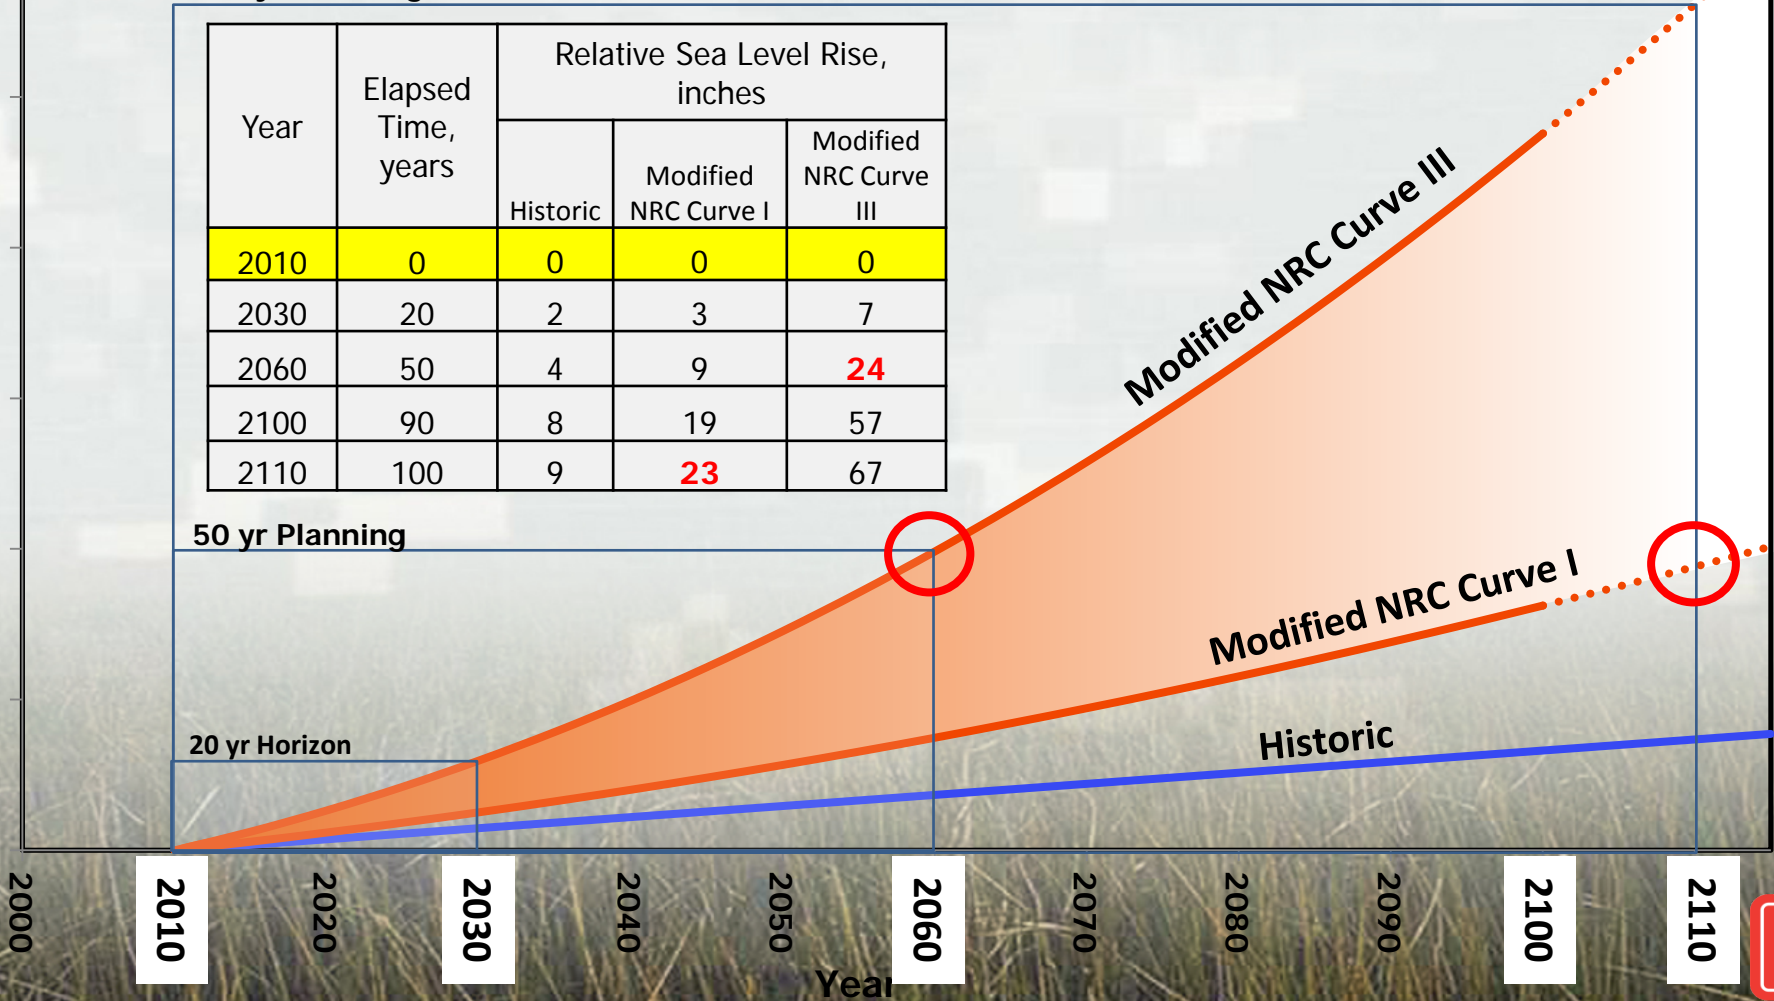 Year
Elapsed
Time,
years
Relative Sea Level Rise,
inches
Historic
Modified
NRC Curve I
Modified
NRC Curve
III
2010 0 0 0 0
2030 20 2 3 7
2060 50 4 9 24
2100 90 8 19 57
2110 100 9 23 67
50 yr Planning
20 yr Horizon
Modified NRC Curve III
Modified NRC Curve I
Historic
2000
2010
2020
2030
2040
2050
2060
2070
2080
2090
2100
2110
Year